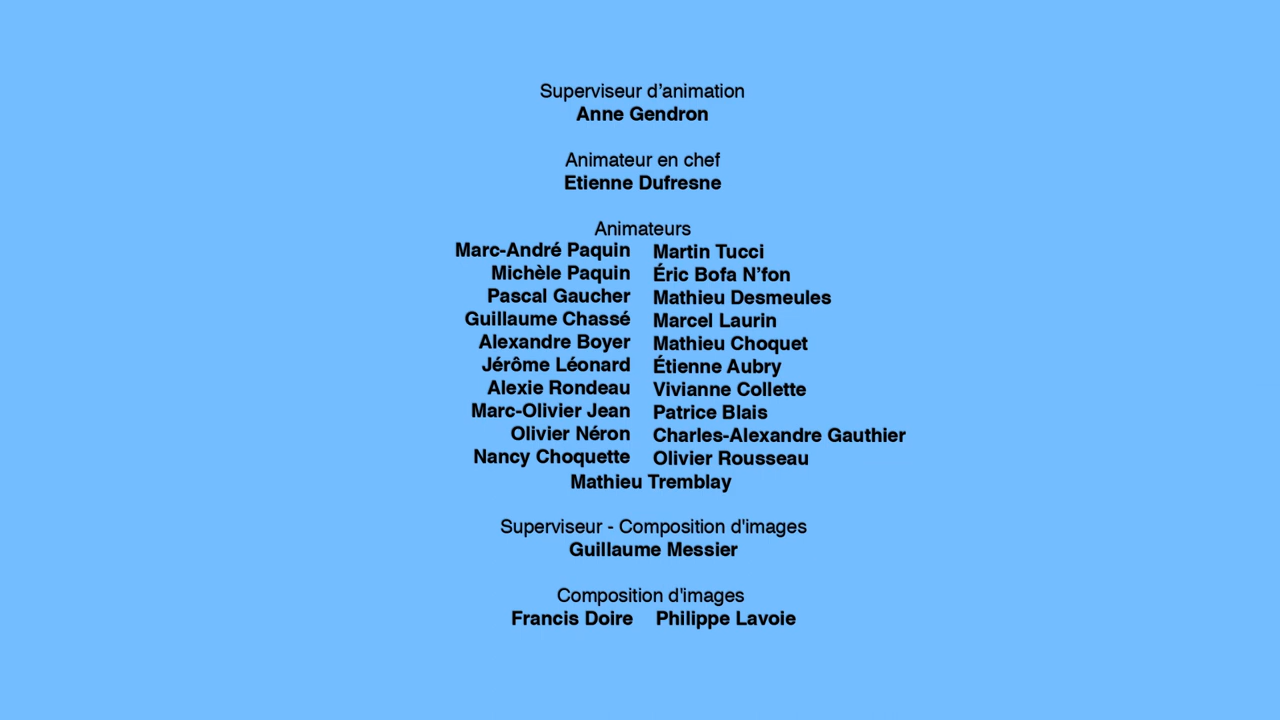 Superviseur d’animation
Anne Gendron
Animateur en chef
Etienne Dufresne
Animateurs
Marc-André Paquin Martin Tucci
Michèle Paquin Éric Bofa N’fon
Pascal Gaucher Mathieu Desmeules
Guillaume Chassé Marcel Laurin
Alexandre Boyer Mathieu Choquet
Jérôme Léonard Étienne Aubry
Alexie Rondeau Vivianne Collette
Marc-Olivier Jean Patrice Blais
Olivier Néron Charles-Alexandre Gauthier
Nancy Choquette Olivier Rousseau
Mathieu Tremblay
Superviseur - Composition d'images
Guillaume Messier
Composition d'images
Francis Doire Philippe Lavoie